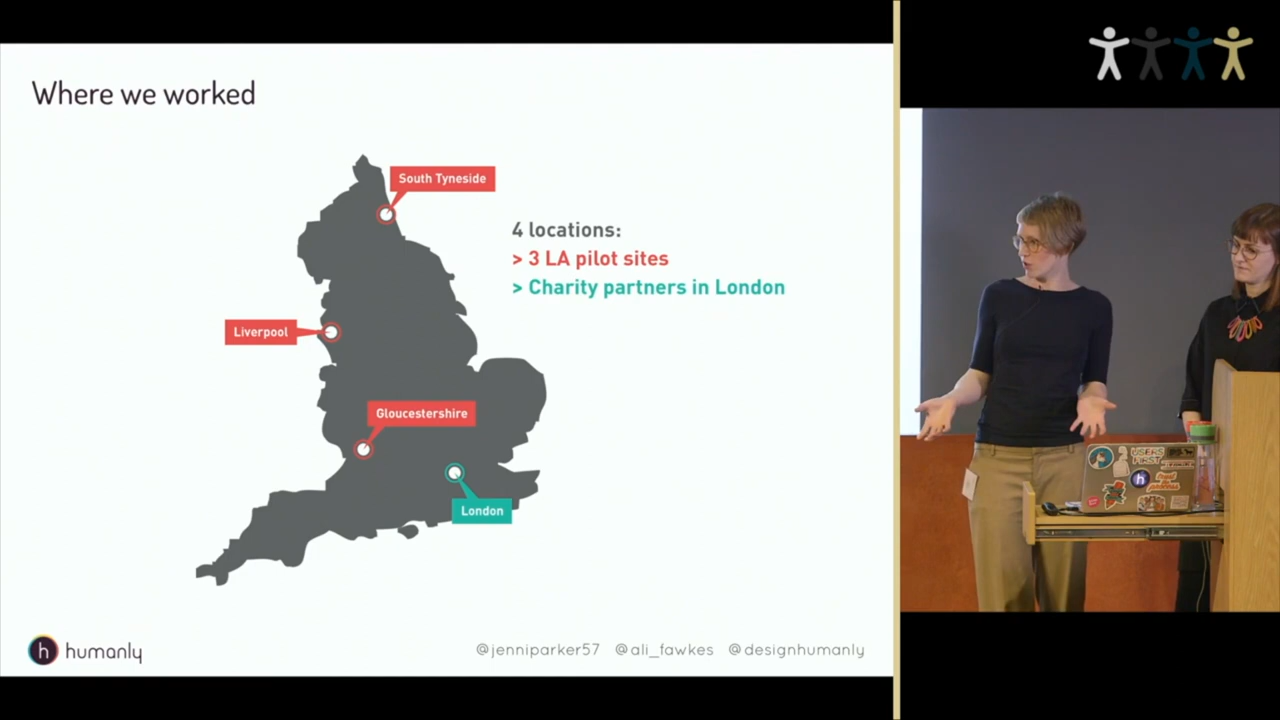 Where we worked
South Tyneside
4 locations:
> 3 LA pilot sites
> Charity partners in London
Liverpool
Gloucestershire
London
h humanly
@jenniparker57 @ali_fawkes @designhumanly
USERS
FIRST
h